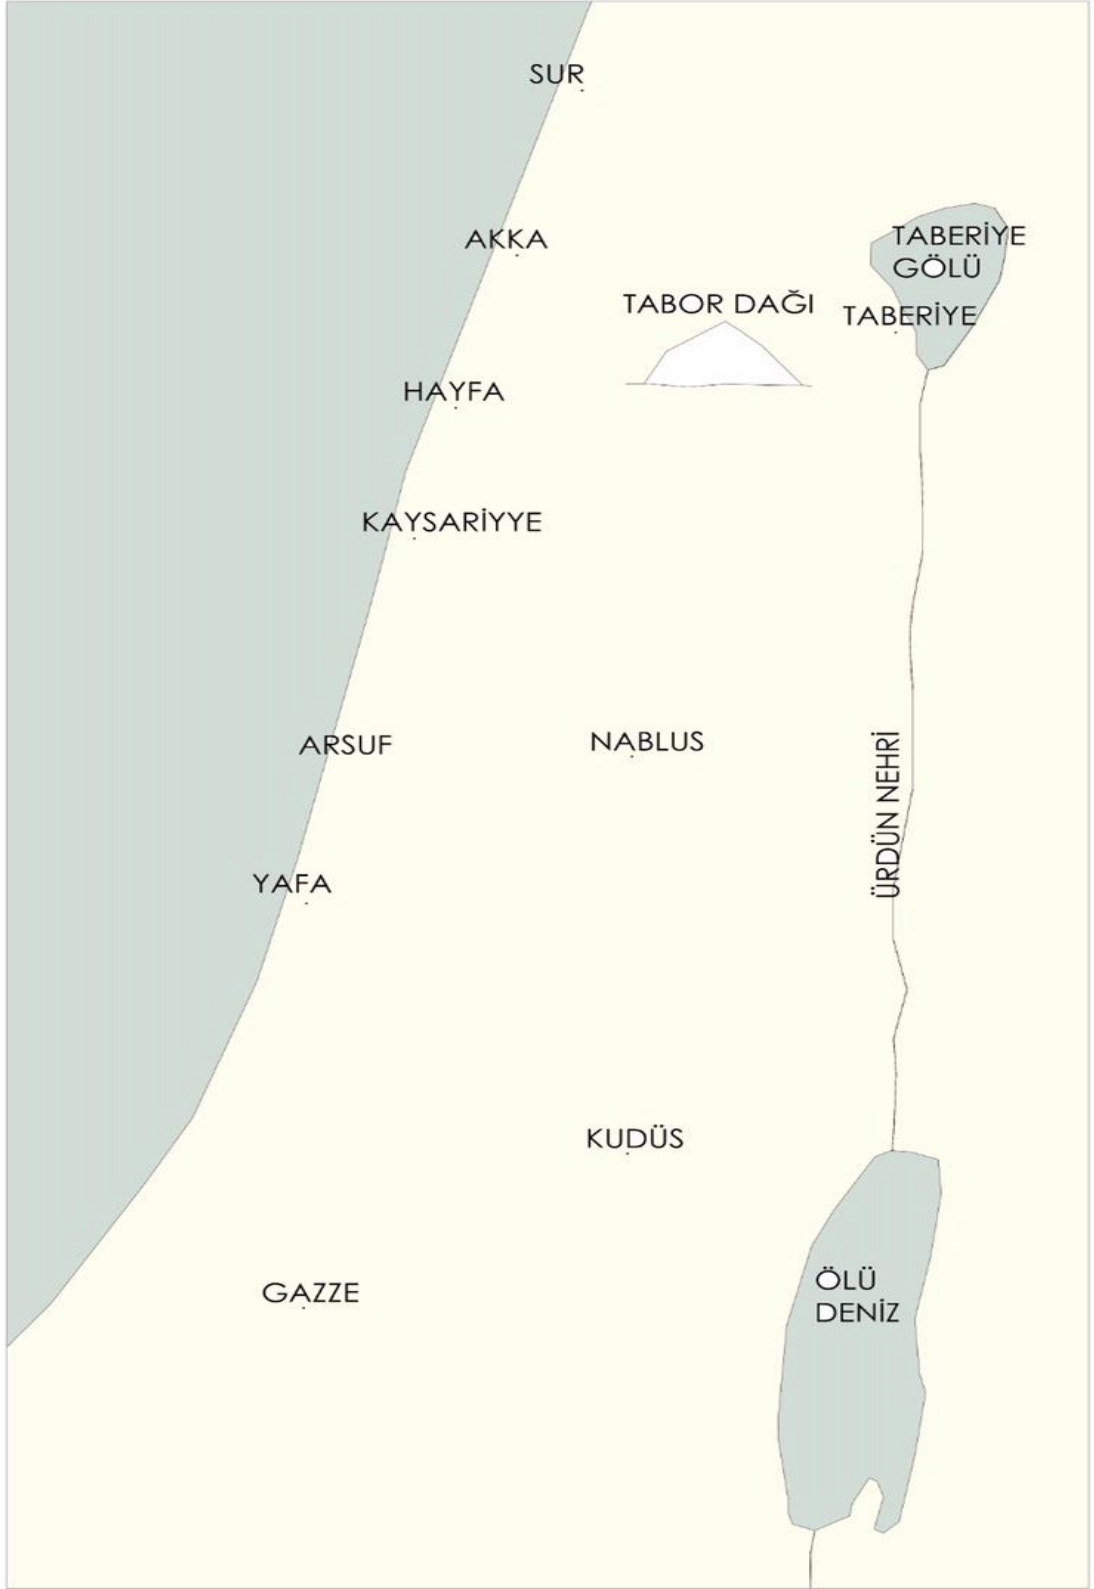 SUR
AKKA
TABERİYE
GÖLÜ
TABOR DAĞI
TABERİYE
HAYFA
KAYSARİYYE
ARSUF
NABLUS
ÜRDÜN NEHRİ
YAFA
KUDÜS
ÖLÜ
DENİZ
GAZZE